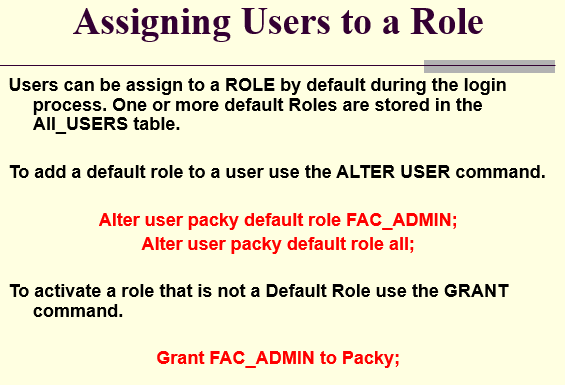 Assigning Users to a Role
Users can be assign to a ROLE by default during the login
process. One or more default Roles are stored in the
All_USERS table.
To add a default role to a user use the ALTER USER command.
Alter user packy default role FAC_ADMIN;
Alter user packy default role all;
To activate a role that is not a Default Role use the GRANT
command.
Grant FAC_ADMIN to Packy;